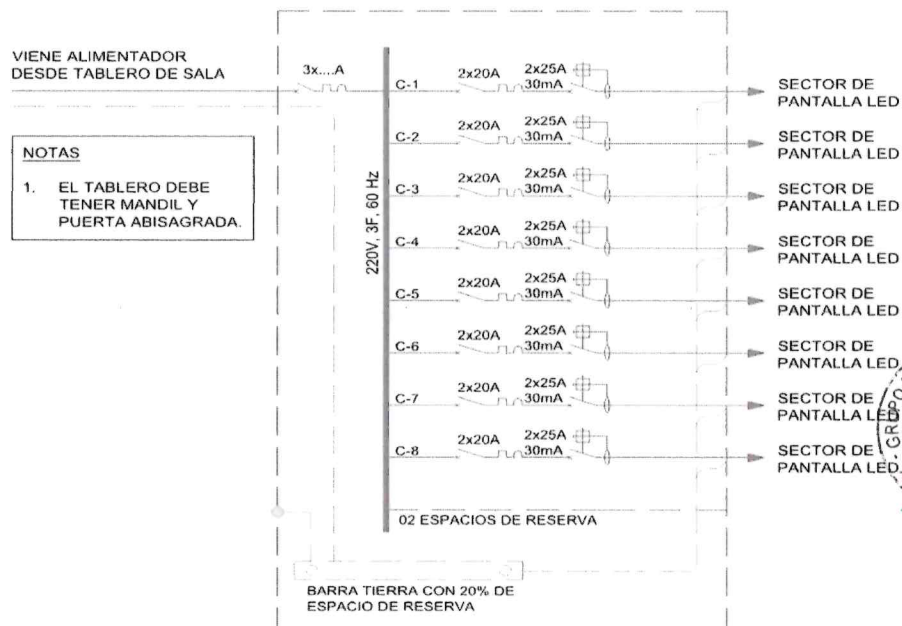 VIENE ALIMENTADOR
DESDE TABLERO DE SALA
3x....A
NOTAS
1. EL TABLERO DEBE
TENER MANDIL Y
PUERTA ABISAGRADA.
220V, 3F, 60 Hz
C-1 2x20A 2x25A
30mA
SECTOR DE
PANTALLA LED
C-2 2x20A 2x25A
30mA
SECTOR DE
PANTALLA LED
C-3 2x20A 2x25A
30mA
SECTOR DE
PANTALLA LED
C-4 2x20A 2x25A
30mA
SECTOR DE
PANTALLA LED
C-5 2x20A 2x25A
30mA
SECTOR DE
PANTALLA LED
C-6 2x20A 2x25A
30mA
SECTOR DE
PANTALLA LED
C-7 2x20A 2x25A
30mA
SECTOR DE
PANTALLA LED
C-8 2x20A 2x25A
30mA
SECTOR DE
PANTALLA LED
02 ESPACIOS DE RESERVA
BARRA TIERRA CON 20% DE
ESPACIO DE RESERVA
GRUPO